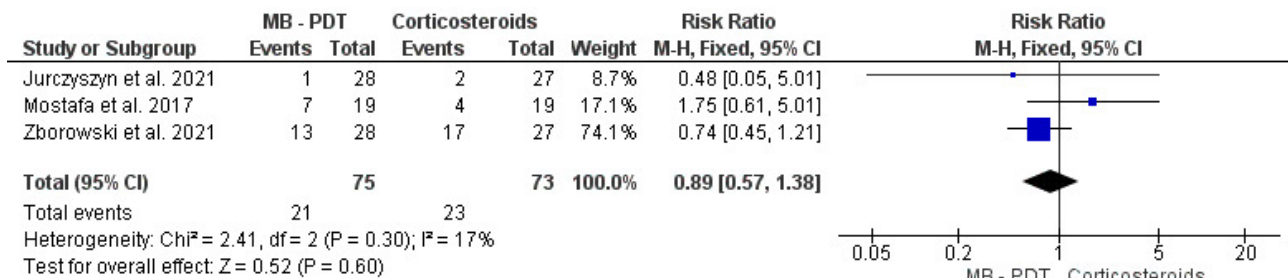 MB - PDT Corticosteroids Risk Ratio Risk Ratio
Study or Subgroup Events Total Events Total Weight M-H, Fixed, 95% CI M-H, Fixed, 95% CI
Jurczyszyn et al. 2021 1 28 2 27 8.7% 0.48 [0.05, 5.01]
Mostafa et al. 2017 7 19 4 19 17.1% 1.75 [0.61, 5.01]
Zborowski et al. 2021 13 28 17 27 74.1% 0.74 [0.45, 1.21]
Total (95% CI) 75 73 100.0% 0.89 [0.57, 1.38]
Total events 21 23
Heterogeneity: Chi² = 2.41, df = 2 (P = 0.30); I² = 17%
Test for overall effect: Z = 0.52 (P = 0.60)
0.05 0.2 1 5 20
MB - PDT Corticosteroids